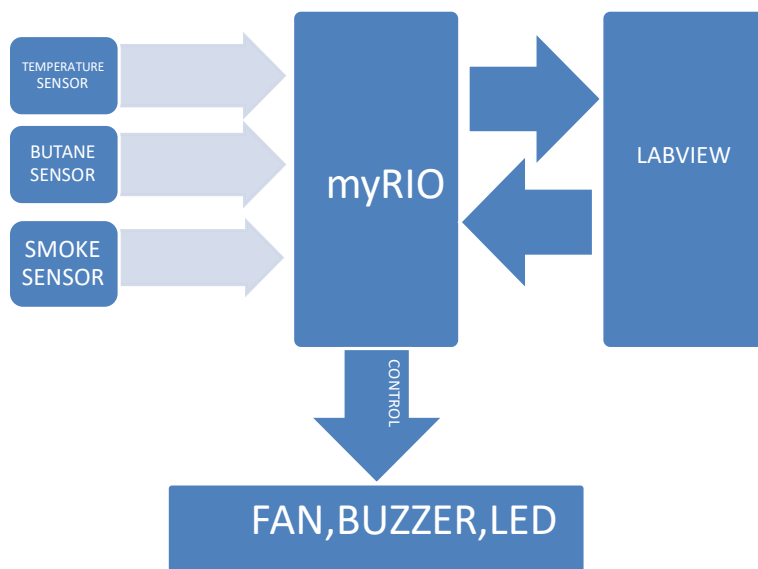 TEMPERATURE
SENSOR
BUTANE
SENSOR
SMOKE
SENSOR
myRIO
LABVIEW
CONTROL
FAN,BUZZER,LED